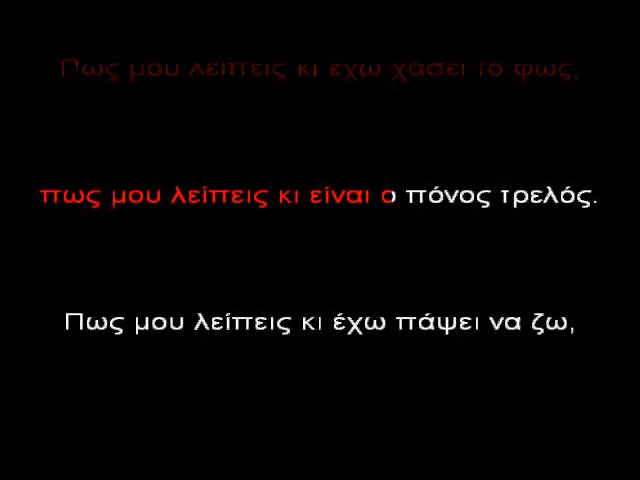 Πως μου λείπεις κι έχω χάσει το φως,
πως μου λείπεις κι είναι ο πόνος τρελός.
Πως μου λείπεις κι έχω πάψει να ζω,